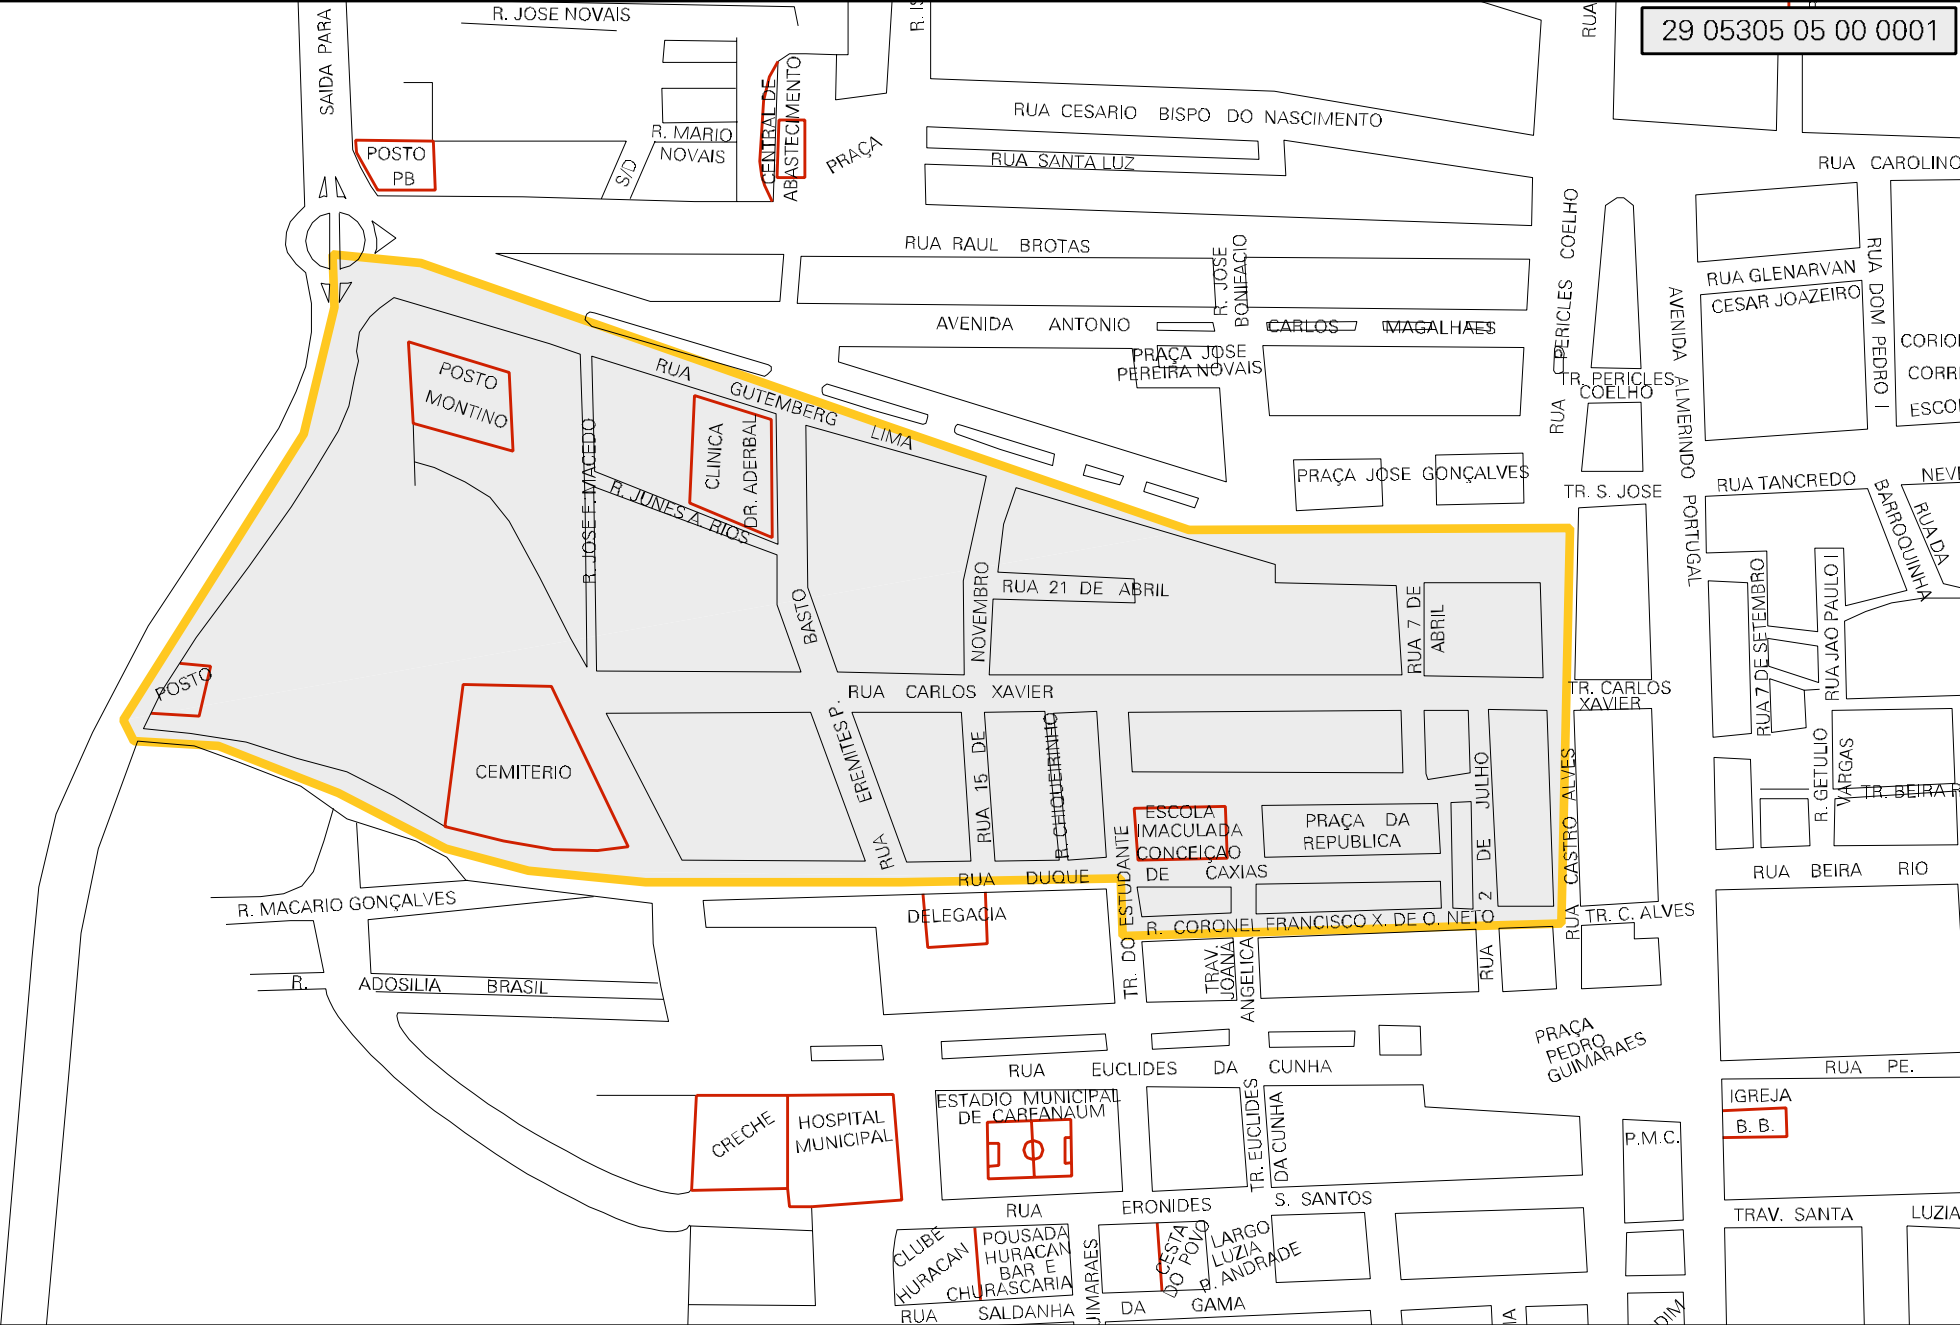 R. JOSE NOVAIS
29 05305 05 00 0001
SAIDA PARA
RUA
CENTRAL DE
ABASTECIMENTO
PRAÇA
R. MARIO
NOVAIS
S/D
POSTO
PB
RUA CESARIO BISPO DO NASCIMENTO
RUA SANTA LUZ
RUA CAROLINO
RUA RAUL BROTAS
R. JOSE
BONIFACIO
RUA PERICLES COELHO
RUA GLENARVAN
CESAR JOAZEIRO
RUA DOM PEDRO I
AVENIDA ANTONIO CARLOS MAGALHAES
PRAÇA JOSE
PEREIRA NOVAIS
TR. PERICLES
COELHO
AVENIDA ALMERINDO PORTUGAL
CORIO
CORRE
ESCO
POSTO
MONTINO
RUA GUTEMBERG LIMA
CLINICA
DR. ADERBAL
R. JOSE F. MACEDO
R. JUNES A. RIOS
PRAÇA JOSE GONÇALVES
TR. S. JOSE
RUA TANCREDO NEVE
BARROQUINHA
RUA DA
RUA 21 DE ABRIL
RUA 7 DE
ABRIL
RUA 7 DE SETEMBRO
RUA JAO PAULO I
POSTO
RUA CARLOS XAVIER
TR. CARLOS
XAVIER
RUA EREMITES P. BASTO
RUA 15 DE NOVEMBRO
R. CHIQUEIRINHO
CEMITERIO
RUA 2 DE JULHO
RUA CASTRO ALVES
R. GETULIO
VARGAS
TR. BEIRA R
ESCOLA
IMACULADA
CONCEIÇAO
PRAÇA DA
REPUBLICA
RUA DUQUE DE CAXIAS
RUA BEIRA RIO
R. MACARIO GONÇALVES
DELEGACIA
TR. DO ESTUDANTE
R. CORONEL FRANCISCO X. DE O. NETO
TR. C. ALVES
R. ADOSILIA BRASIL
TRAV.
JOANA
ANGELICA
PRAÇA
PEDRO
GUIMARAES
RUA EUCLIDES DA CUNHA
RUA PE.
CRECHE
HOSPITAL
MUNICIPAL
ESTADIO MUNICIPAL
DE CARFANAUM
TR. EUCLIDES
DA CUNHA
P.M.C.
IGREJA
B. B.
RUA ERONIDES S. SANTOS
TRAV. SANTA LUZIA
CLUBE
HURACAN
POUSADA
HURACAN
BAR E
CHURASCARIA
UIMARAES
CESTA
DO POVO
LARGO
LUZIA
P. ANDRADE
RUA SALDANHA DA GAMA
DIM